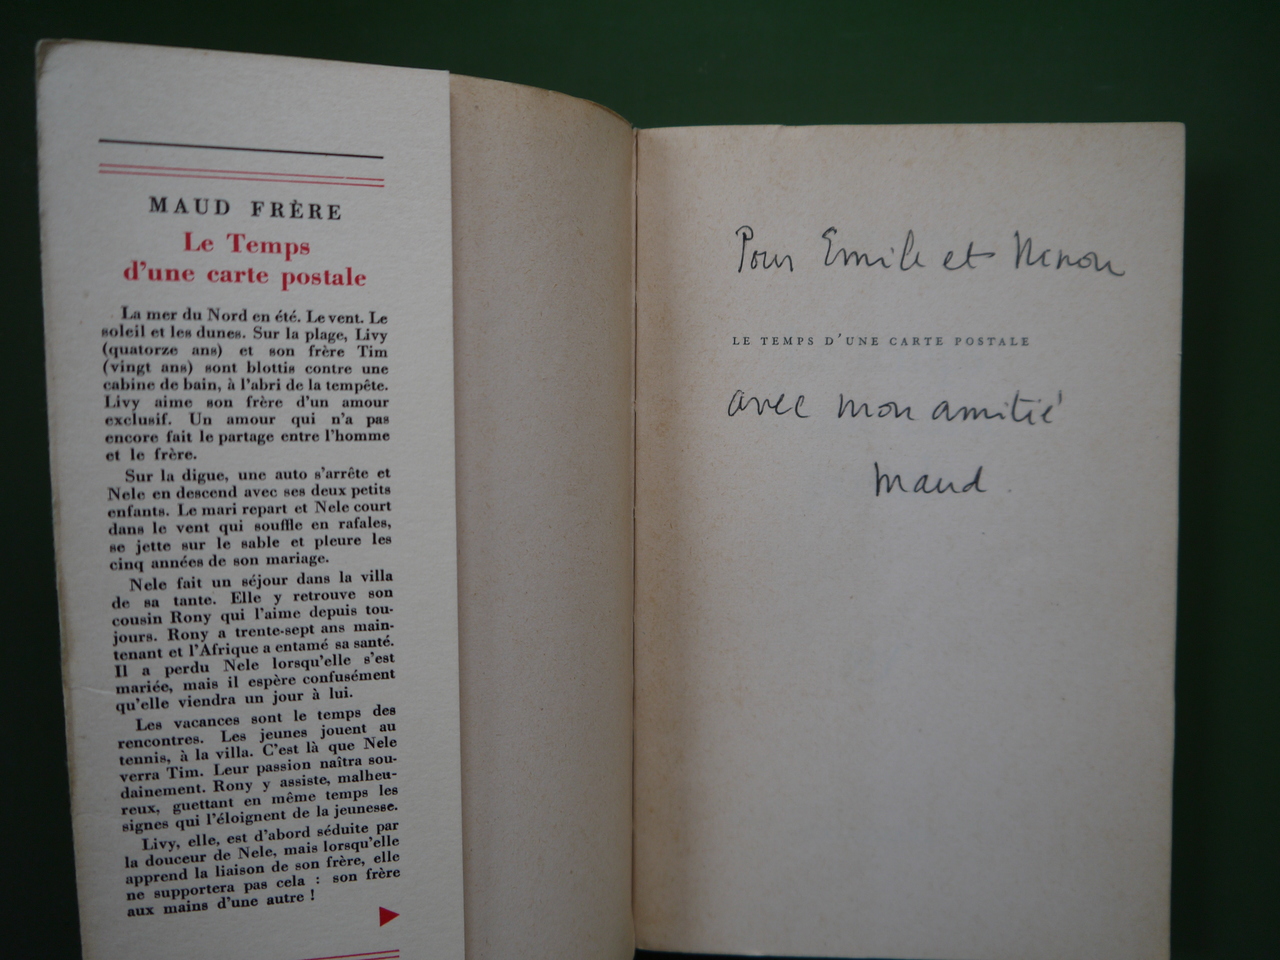 MAUD FRÈRE
Le Temps
d'une carte postale
La mer du Nord en été. Le vent. Le
soleil et les dunes. Sur la plage, Livy
(quatorze ans) et son frère Tim
(vingt ans) sont blottis contre une
cabine de bain, à l'abri de la tempête.
Livy aime son frère d'un amour
exclusif. Un amour qui n'a pas
encore fait le partage entre l'homme
et le frère.
Sur la digue, une auto s'arrête et
Nele en descend avec ses deux petits
enfants. Le mari repart et Nele court
dans le vent qui souffle en rafales,
se jette sur le sable et pleure les
cinq années de son mariage.
Nele fait un séjour dans la villa
de sa tante. Elle y retrouve son
cousin Rony qui l'aime depuis tou-
jours. Rony a trente-sept ans main-
tenant et l'Afrique a entamé sa santé.
Il a perdu Nele lorsqu'elle s'est
mariée, mais il espère confusément
qu'elle viendra un jour à lui.
Les vacances sont le temps des
rencontres. Les jeunes jouent au
tennis, à la villa. C'est là que Nele
verra Tim. Leur passion naîtra sou-
dainement. Rony y assiste, malheu-
reux, guettant en même temps les
signes qui l'éloignent de la jeunesse.
Livy, elle, est d'abord séduite par
la douceur de Nele, mais lorsqu'elle
apprend la liaison de son frère, elle
ne supportera pas cela : son frère
aux mains d'une autre !
Pour Emile et Nanou
LE TEMPS D'UNE CARTE POSTALE
avec mon amitié
Maud.